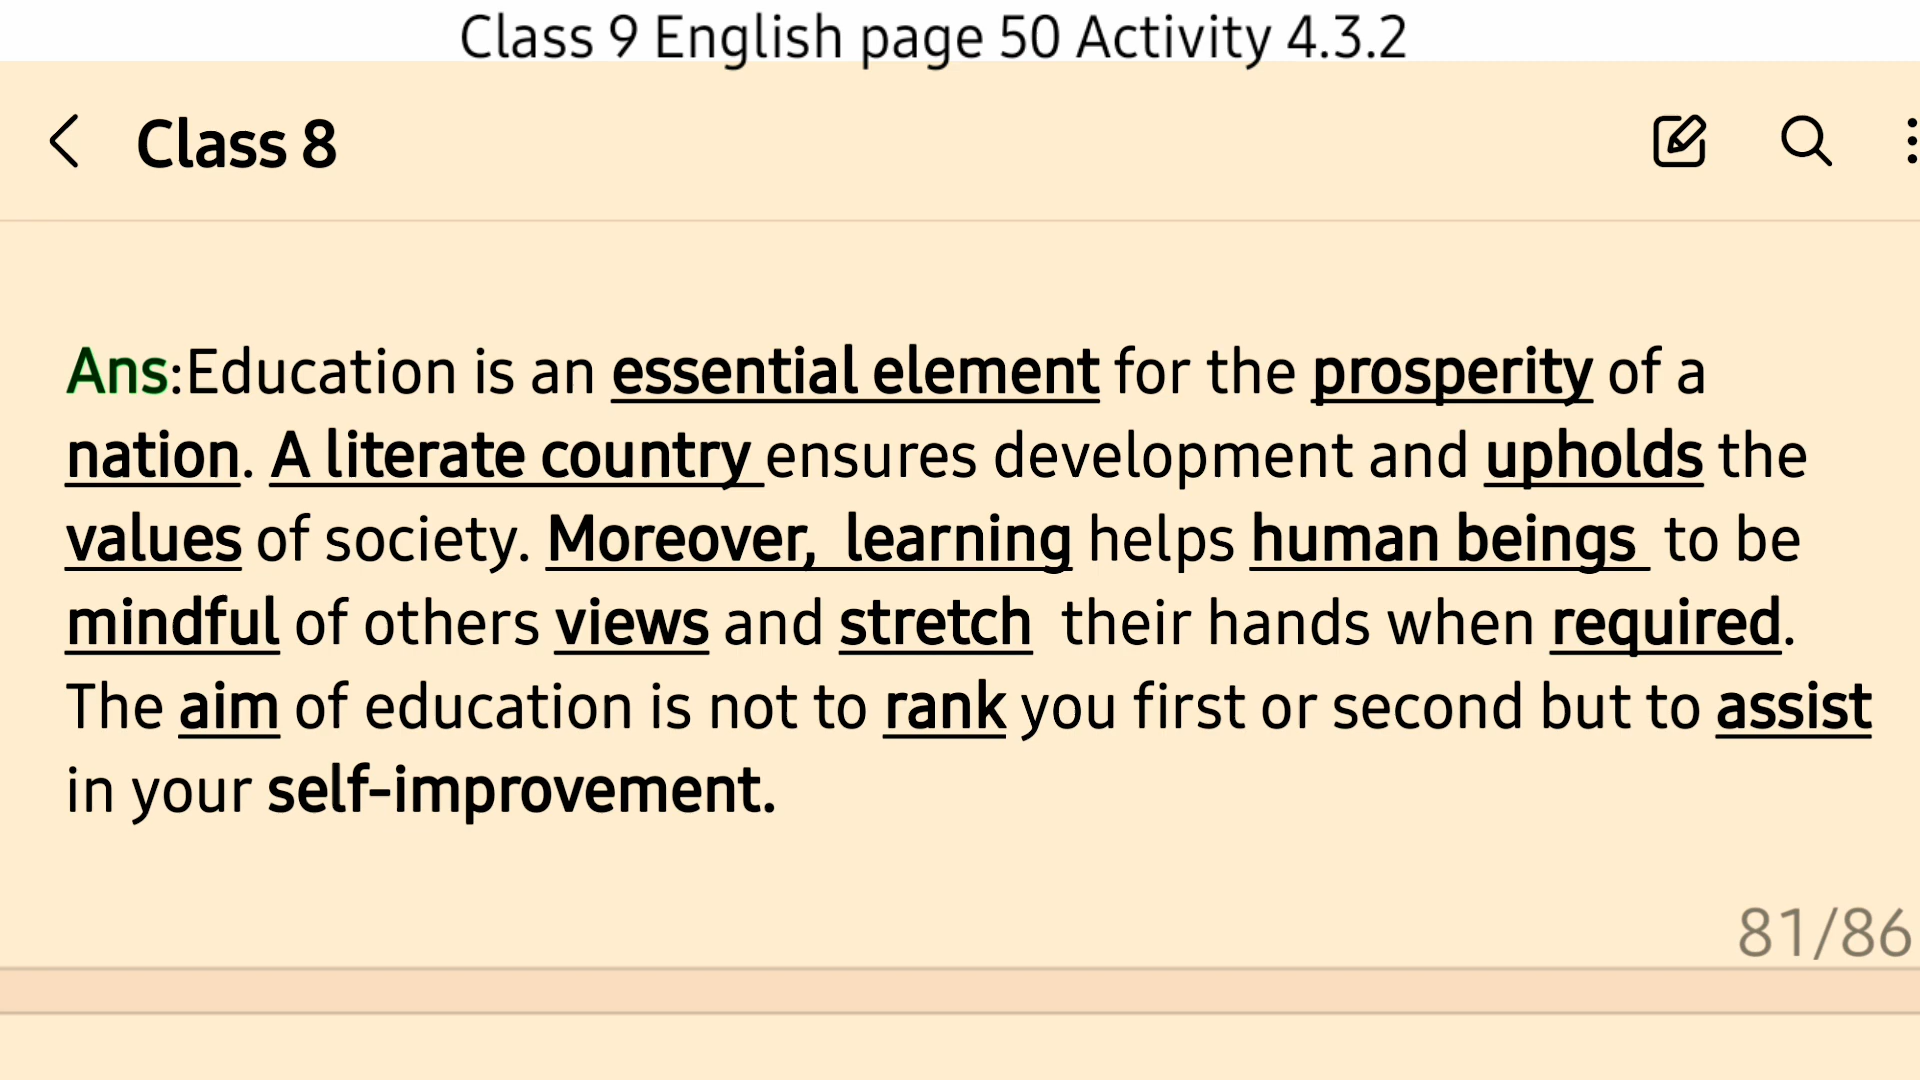 Class 9 English page 50 Activity 4.3.2
Class 8
Ans:Education is an essential element for the prosperity of a
nation. A literate country ensures development and upholds the
values of society. Moreover, learning helps human beings to be
mindful of others views and stretch their hands when required.
The aim of education is not to rank you first or second but to assist
in your self-improvement.
81/86